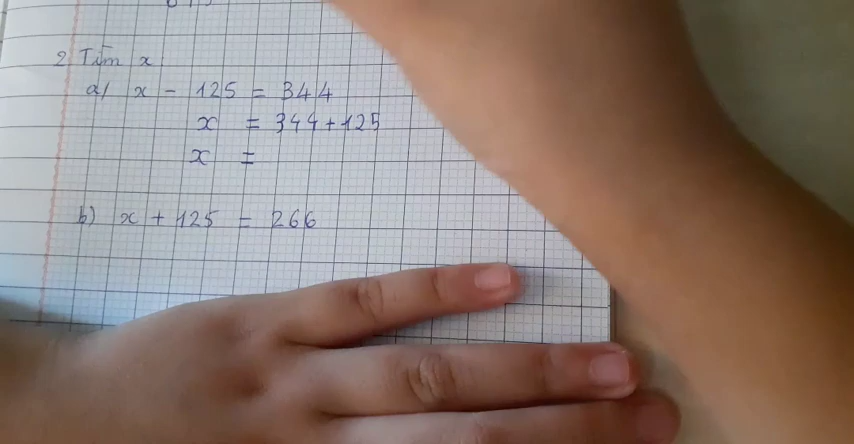 2 Tìm x
a) x - 125 = 344
x = 344 + 125
x =
b) x + 125 = 266